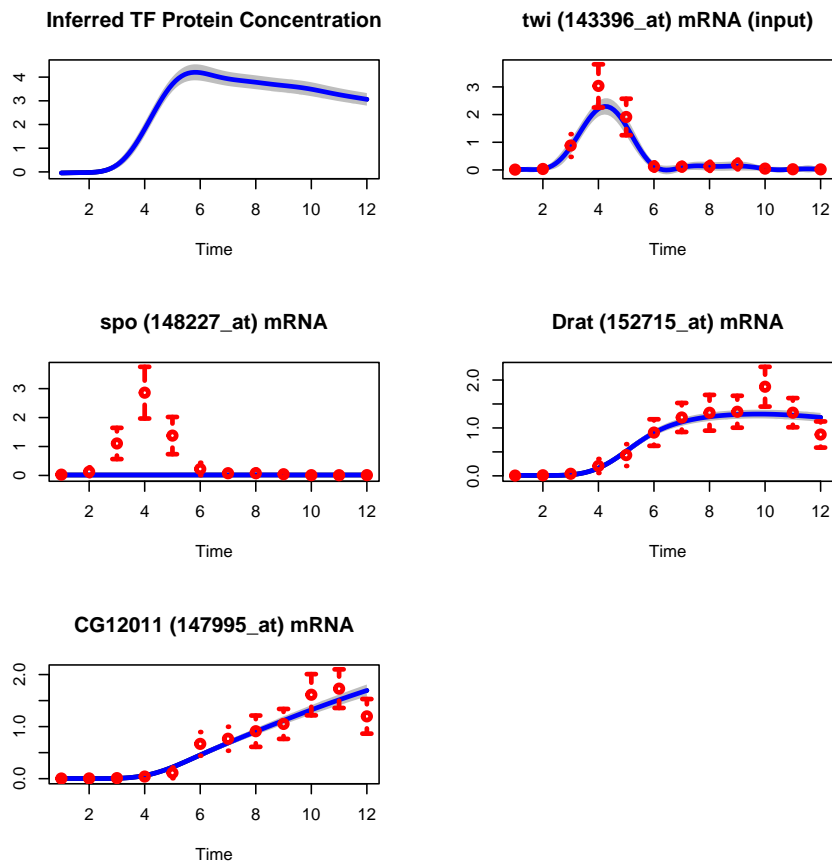 Inferred TF Protein Concentration
0 1 2 3 4
2 4 6 8 10 12
Time
twi (143396_at) mRNA (input)
0 1 2 3
2 4 6 8 10 12
Time
spo (148227_at) mRNA
0 1 2 3
2 4 6 8 10 12
Time
Drat (152715_at) mRNA
0.0 1.0 2.0
2 4 6 8 10 12
Time
CG12011 (147995_at) mRNA
0.0 1.0 2.0
2 4 6 8 10 12
Time